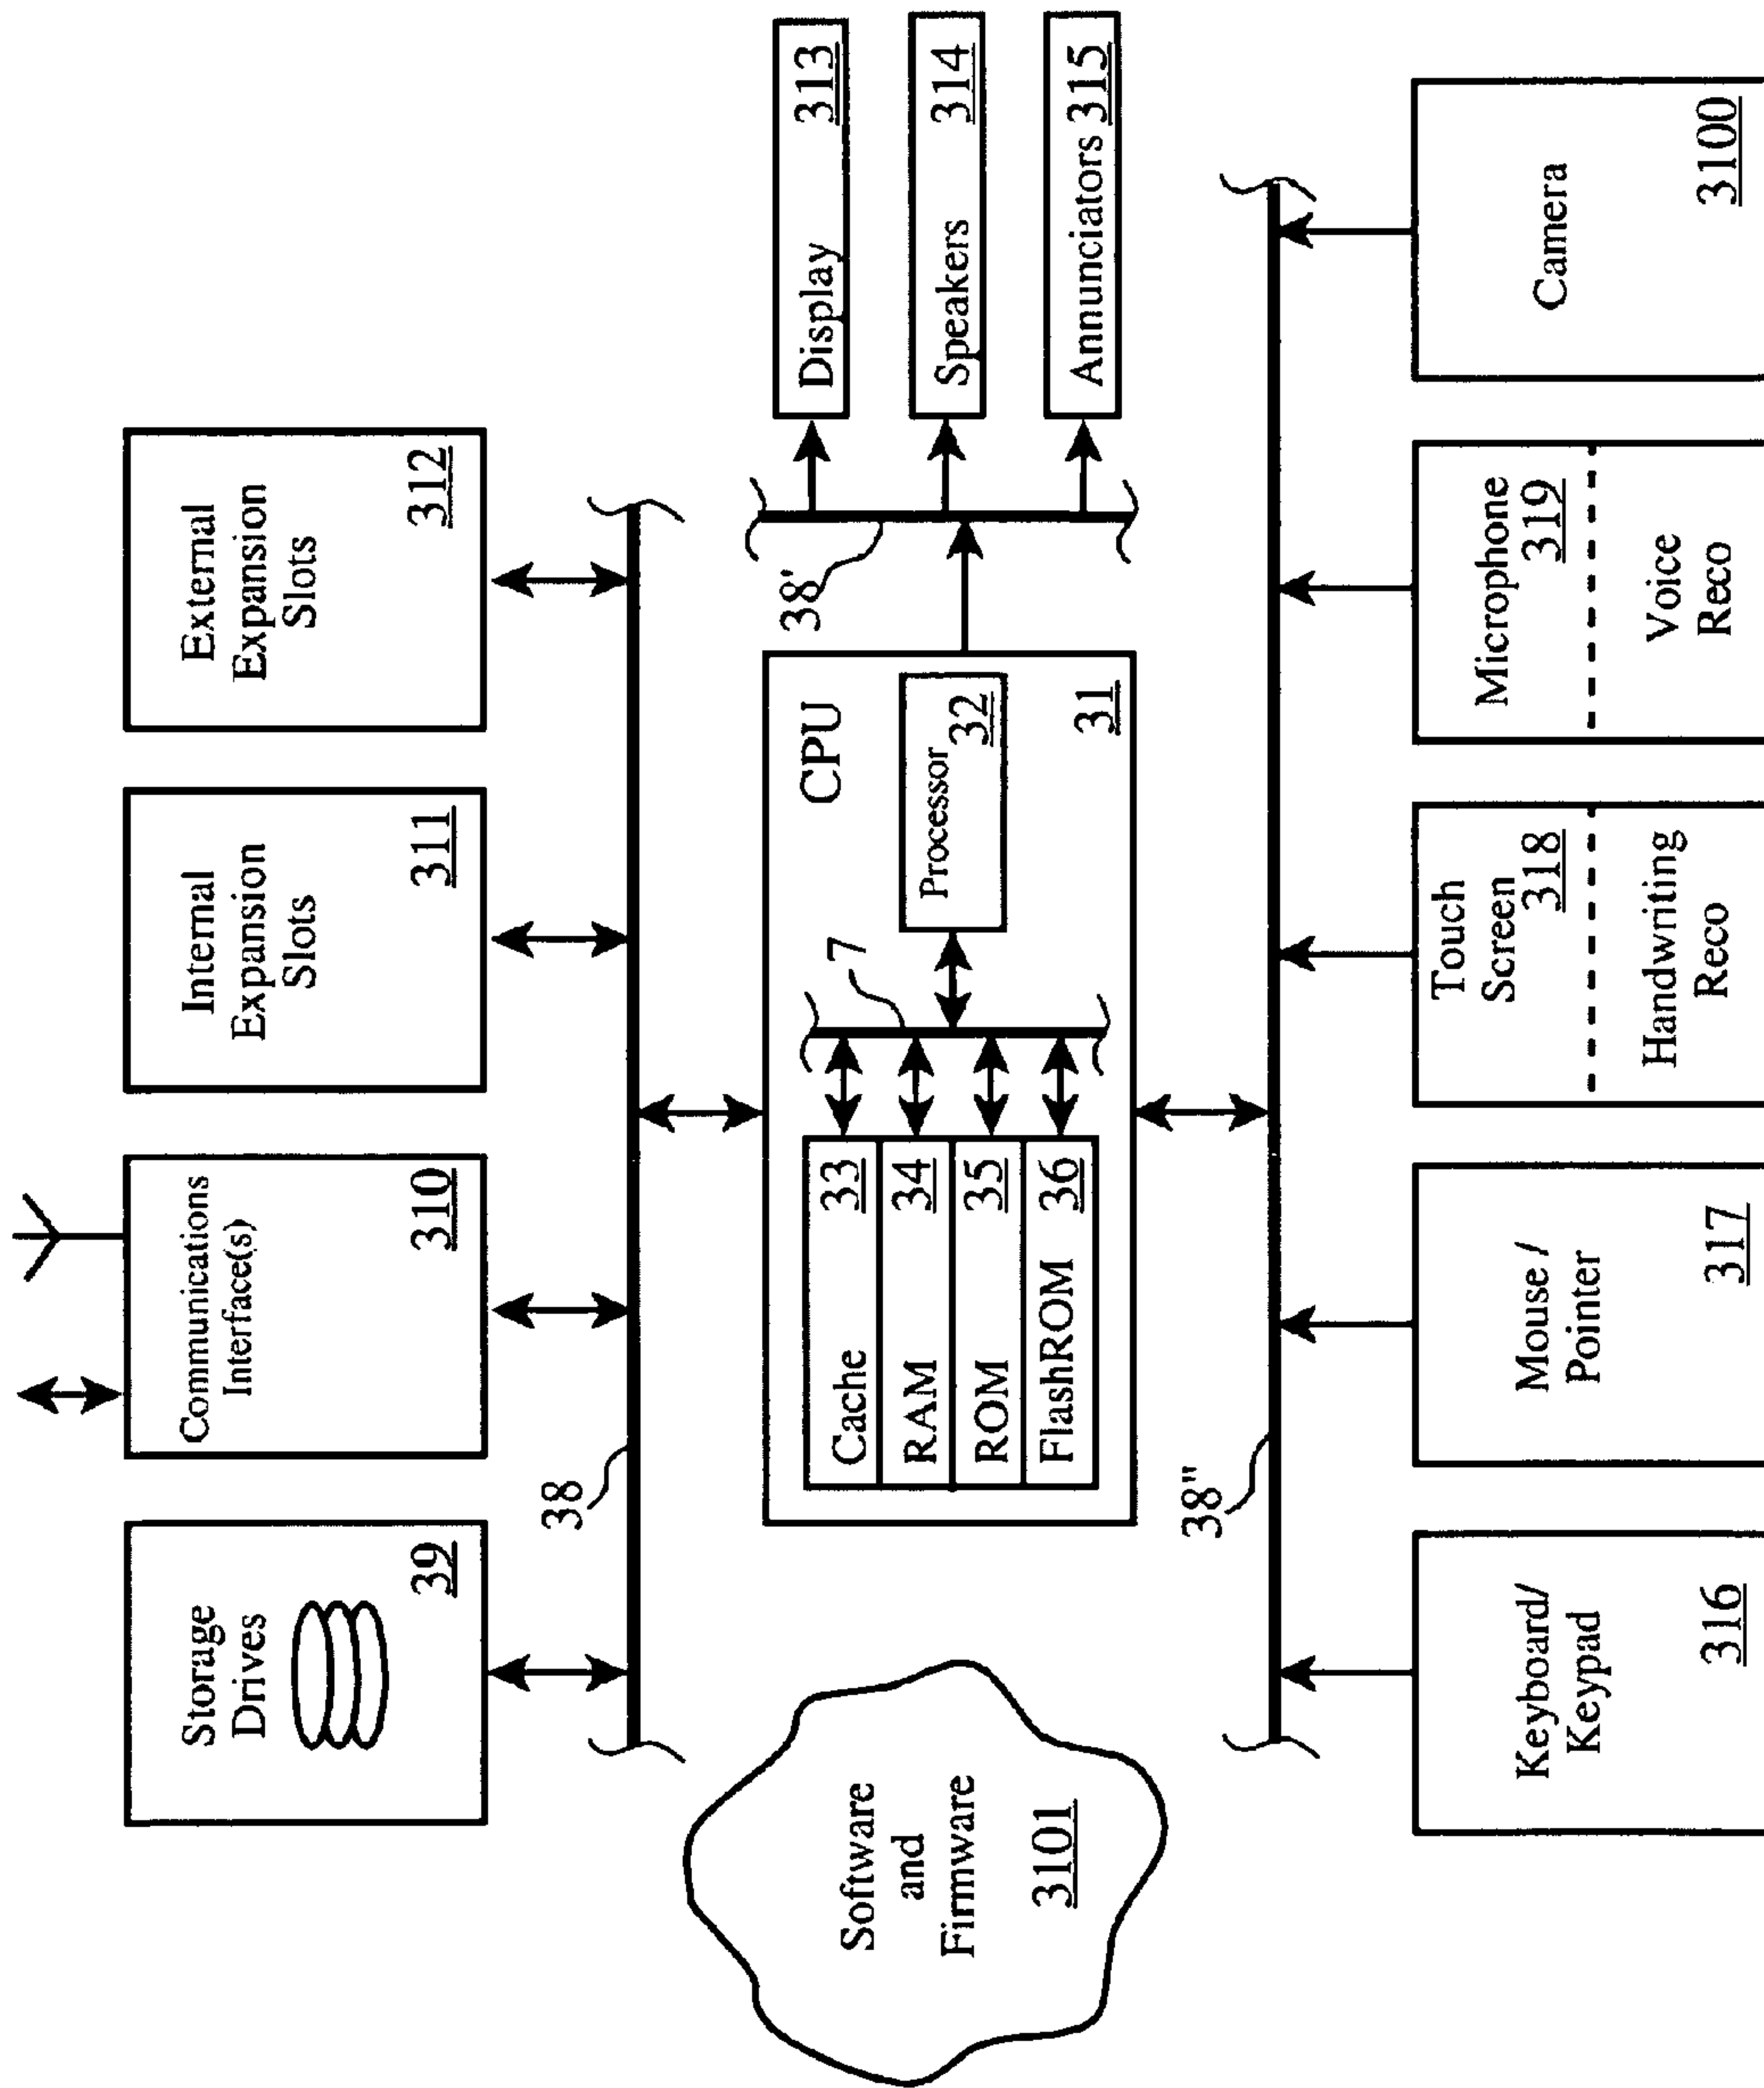 Storage
Drives
39
Communications
Interface(s)
310
Internal
Expansion
Slots
311
External
Expansion
Slots
312
38
Software
and
Firmware
3101
CPU
Cache 33
RAM 34
ROM 35
FlashROM 36
7
Processor
32
31
38'
Display 313
Speakers 314
Annunciators 315
38"
Keyboard/
Keypad
316
Mouse /
Pointer
317
Touch
Screen
318
Handwriting
Reco
Microphone
319
Voice
Reco
Camera
3100